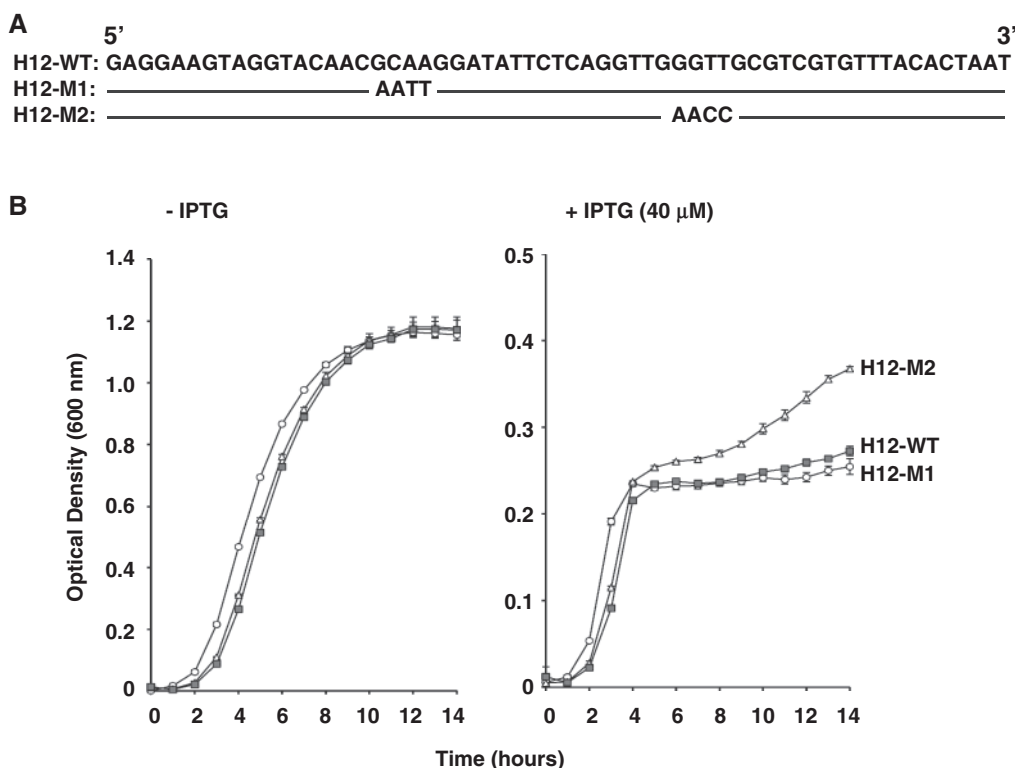 A
5’ 3’
H12-WT: GAGGAAGTAGGTACAACGCAAGGATATTCTCAGGTTGGGTTGCGTCGTGTTTACACTAAT
H12-M1: AATT
H12-M2: AACC
B
- IPTG + IPTG (40 μM)
Optical Density (600 nm)
1.4
1.2
1.0
0.8
0.6
0.4
0.2
0
0 2 4 6 8 10 12 14
0.5
0.4
0.3
0.2
0.1
0
0 2 4 6 8 10 12 14
H12-M2
H12-WT
H12-M1
Time (hours)